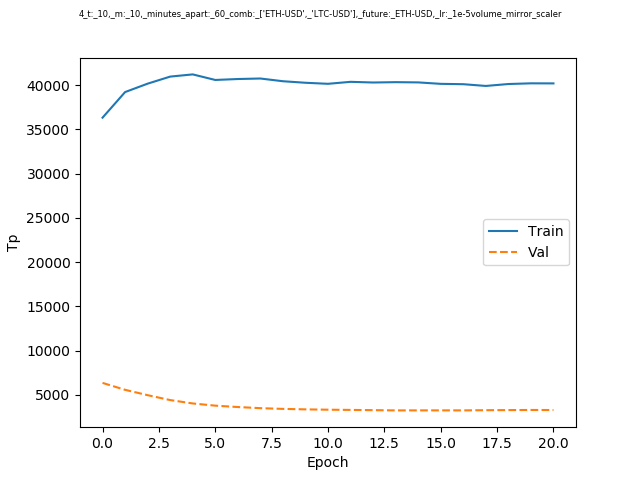 4_t:_10,_m:_10,_minutes_apart:_60_comb:_['ETH-USD',_'LTC-USD'],_future:_ETH-USD,_lr:_1e-5volume_mirror_scaler
40000
35000
30000
25000
20000
15000
10000
5000
Tp
Train
Val
0.0 2.5 5.0 7.5 10.0 12.5 15.0 17.5 20.0
Epoch